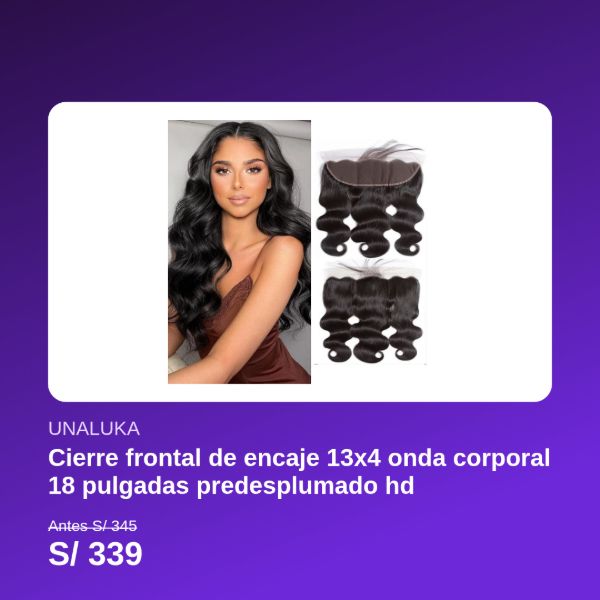 UNALUKA
Cierre frontal de encaje 13x4 onda corporal
18 pulgadas predesplumado hd
Antes S/ 345
S/ 339